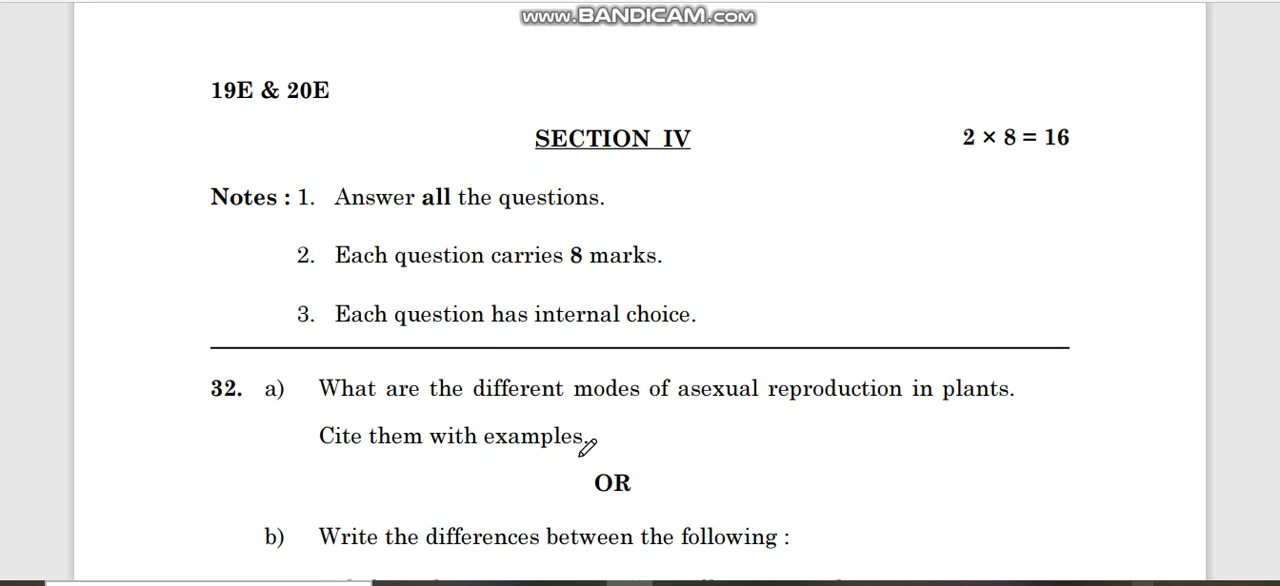 www.BANDICAM.com
19E & 20E
SECTION IV
2 × 8 = 16
Notes : 1. Answer all the questions.
2. Each question carries 8 marks.
3. Each question has internal choice.
32. a) What are the different modes of asexual reproduction in plants.
Cite them with examples.
OR
b) Write the differences between the following :